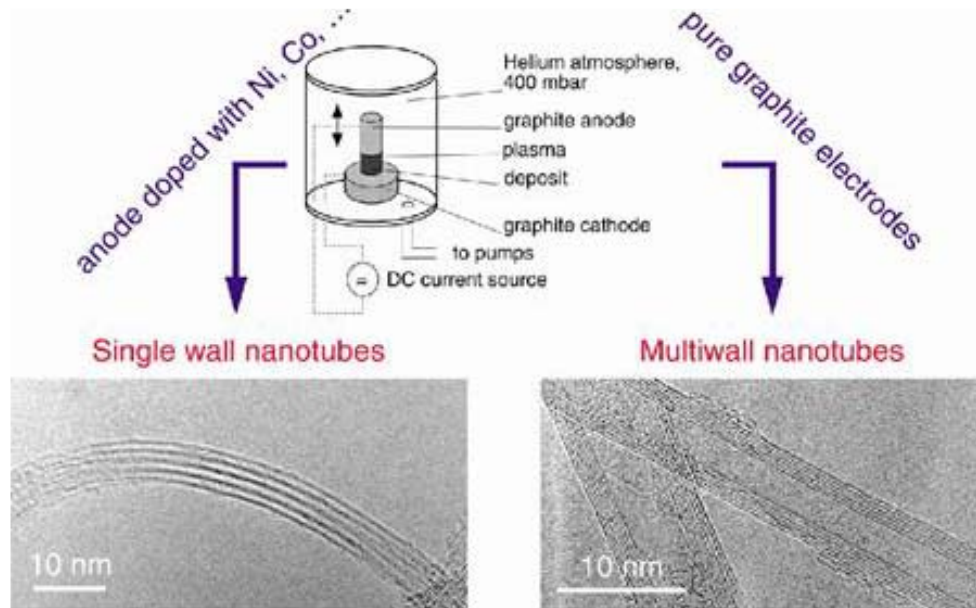 anode doped with Ni, Co, ...
pure graphite electrodes
Helium atmosphere,
400 mbar
graphite anode
plasma
deposit
graphite cathode
to pumps
=
DC current source
Single wall nanotubes
Multiwall nanotubes
10 nm
10 nm